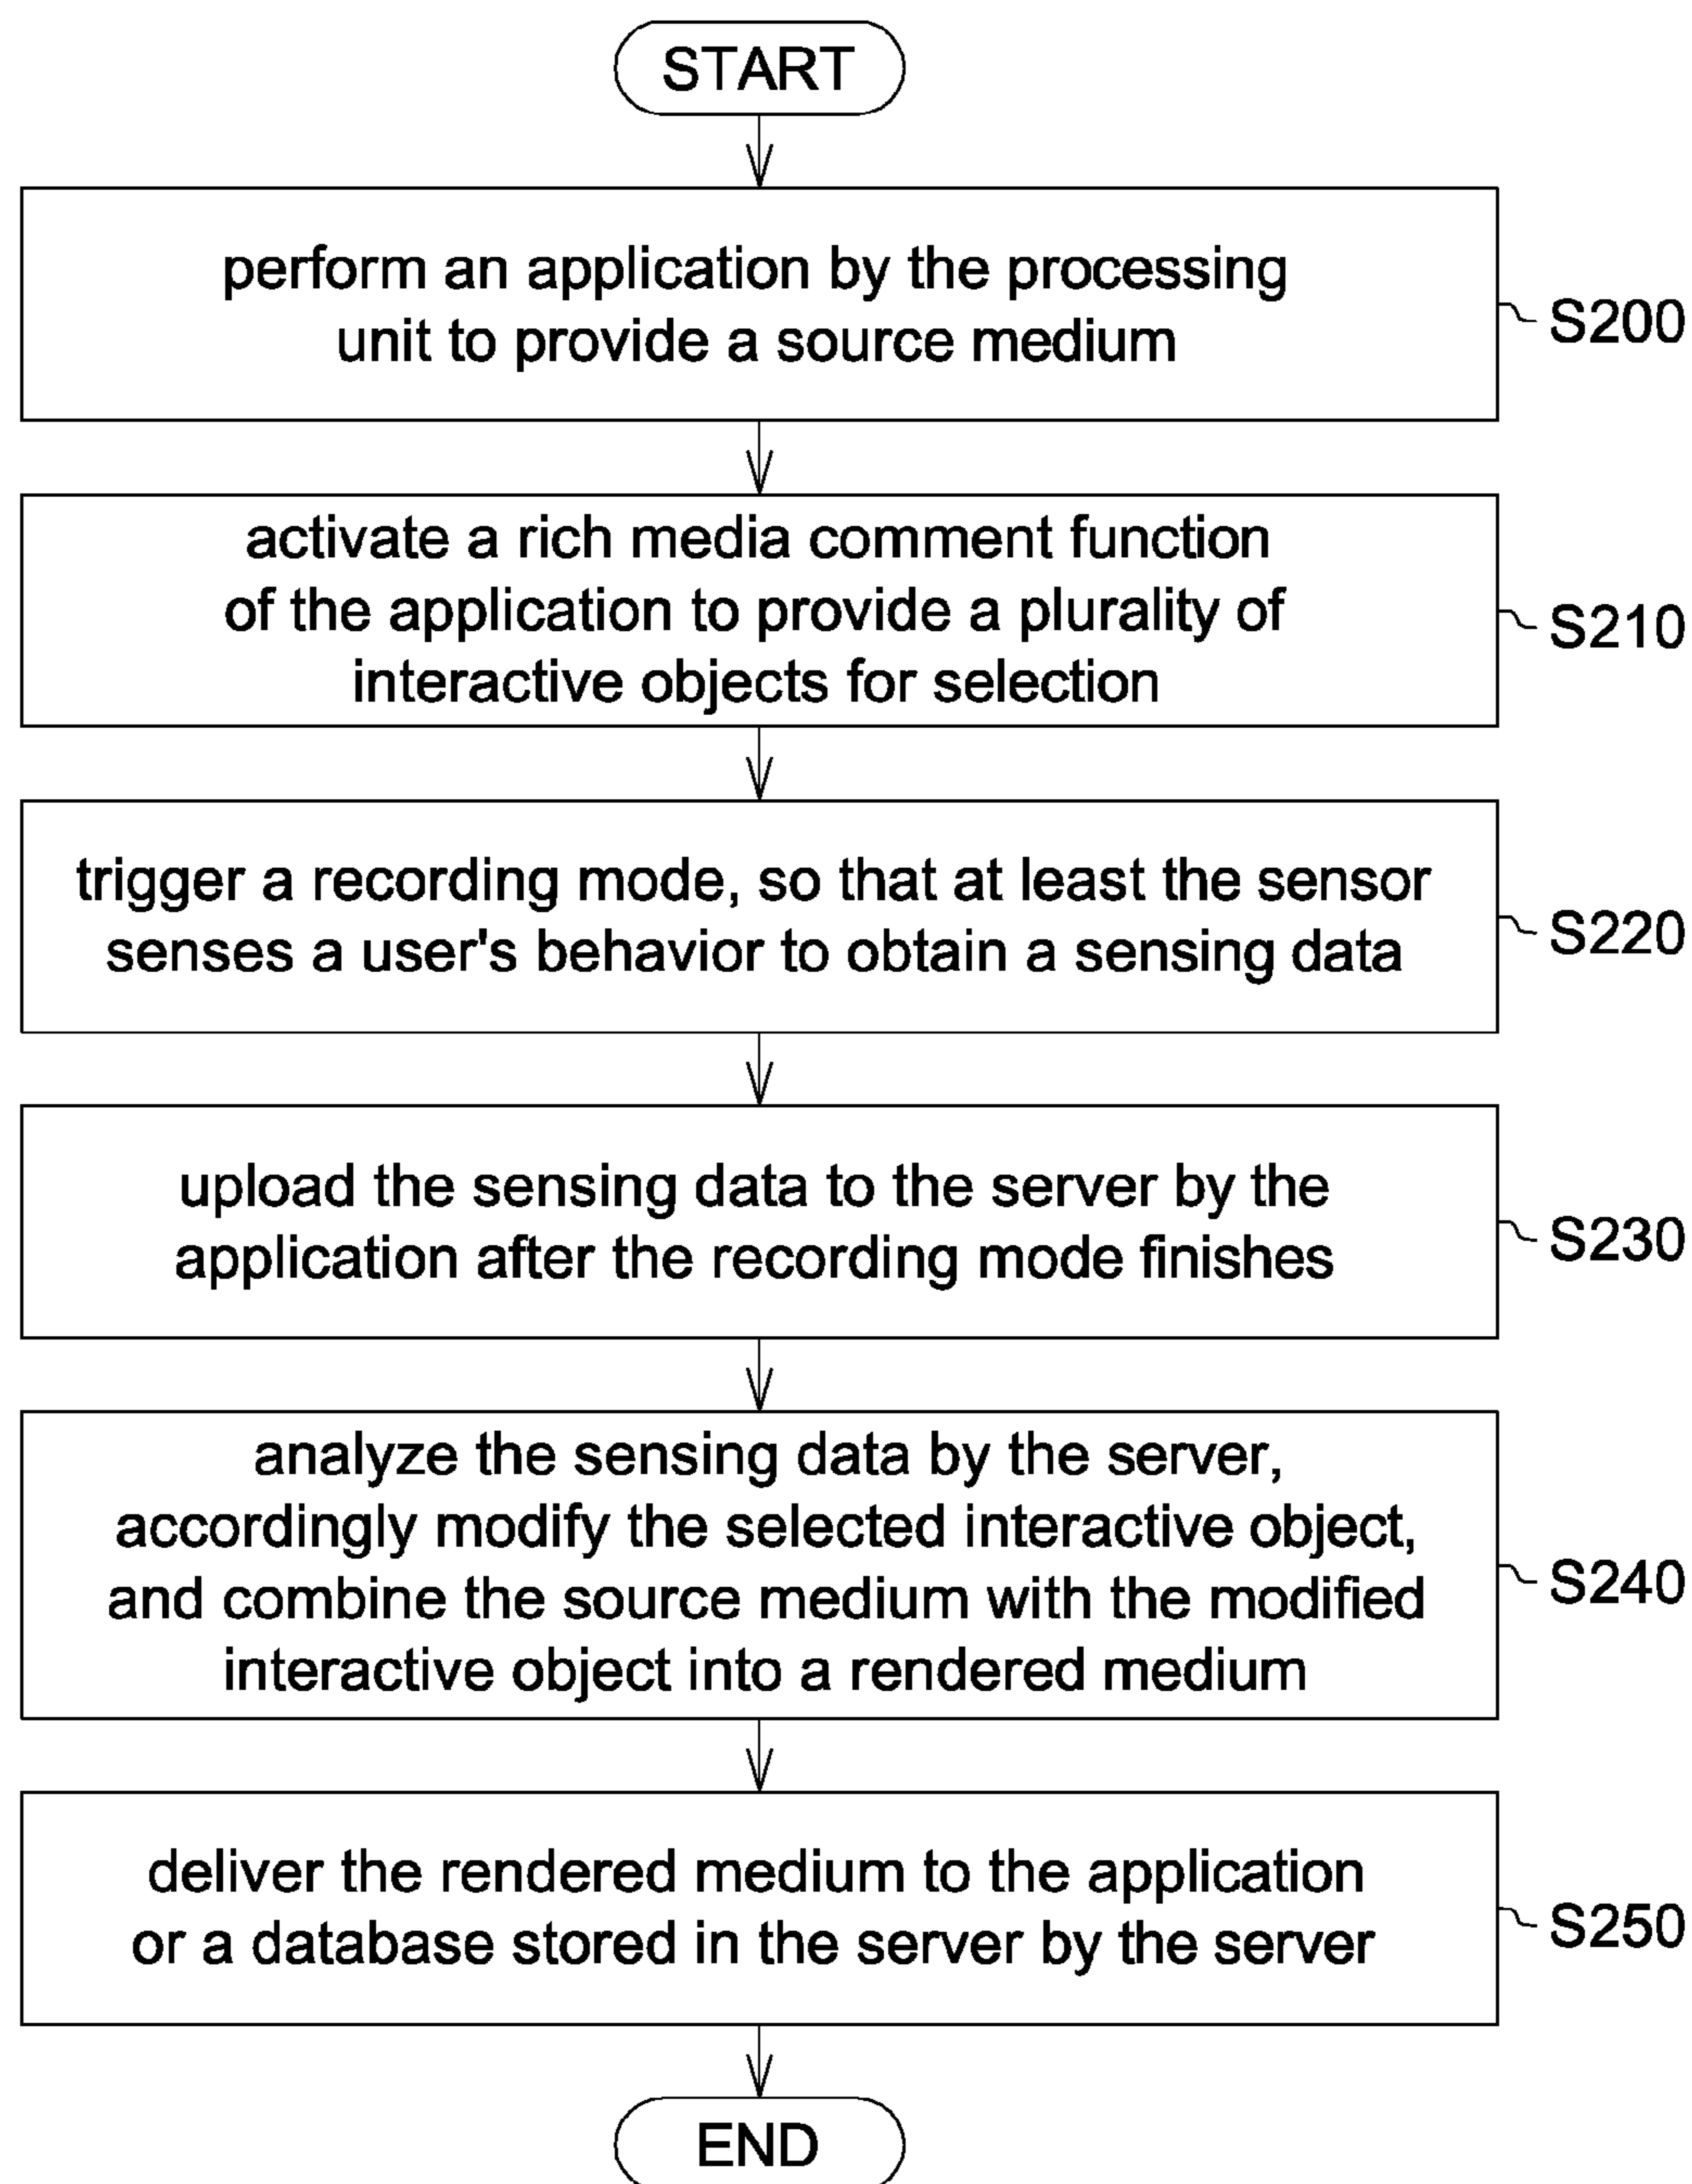 START
perform an application by the processing
unit to provide a source medium
S200
activate a rich media comment function
of the application to provide a plurality of
interactive objects for selection
S210
trigger a recording mode, so that at least the sensor
senses a user's behavior to obtain a sensing data
S220
upload the sensing data to the server by the
application after the recording mode finishes
S230
analyze the sensing data by the server,
accordingly modify the selected interactive object,
and combine the source medium with the modified
interactive object into a rendered medium
S240
deliver the rendered medium to the application
or a database stored in the server by the server
S250
END